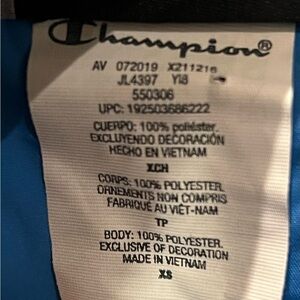 Champion®
AV 072019 X211216
JL4397 Y18
550306
UPC: 192503686222
CUERPO: 100% poliéster.
EXCLUYENDO DECORACIÓN
HECHO EN VIETNAM
XCH
CORPS: 100% POLYESTER.
ORNEMENTS NON COMPRIS
FABRIQUÉ AU VIÊT-NAM
TP
BODY: 100% POLYESTER.
EXCLUSIVE OF DECORATION
MADE IN VIETNAM
XS